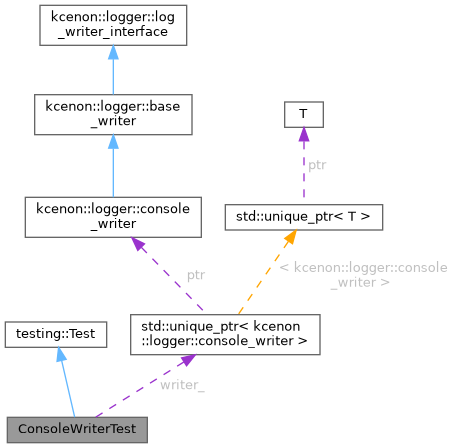 kcenon::logger::log
_writer_interface
kcenon::logger::base
_writer
T
ptr
kcenon::logger::console
_writer
std::unique_ptr< T >
ptr
< kcenon::logger::console
_writer >
std::unique_ptr< kcenon
::logger::console_writer >
testing::Test
writer_
ConsoleWriterTest